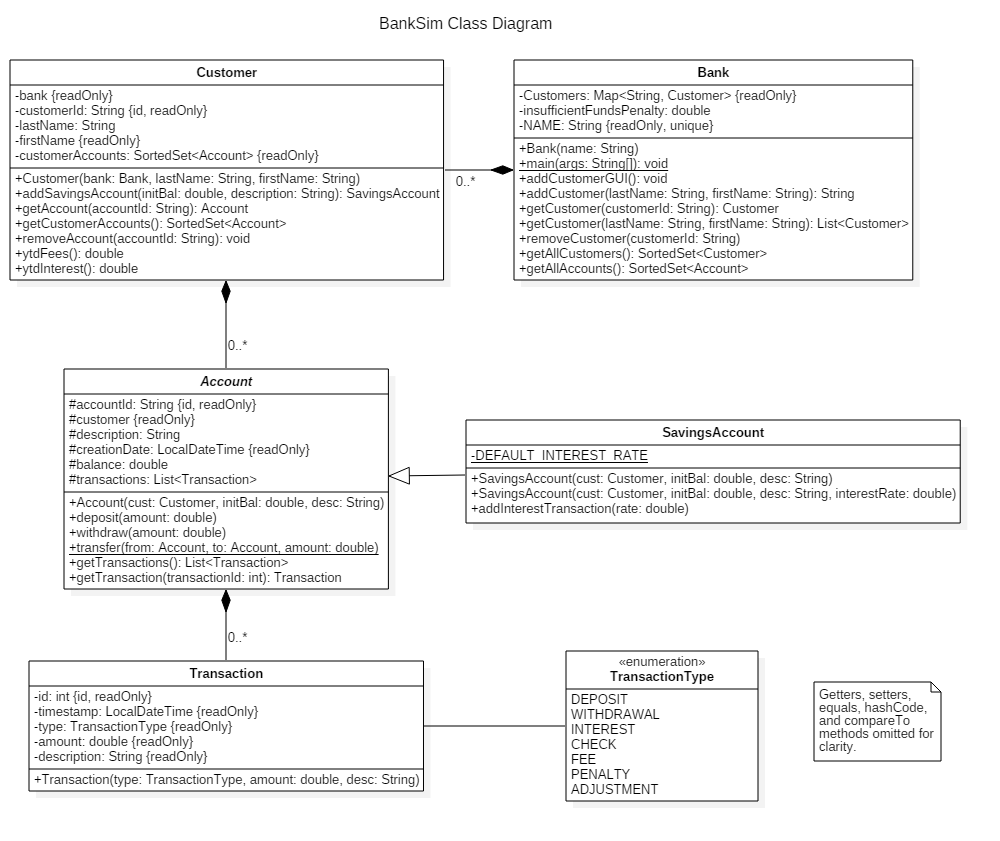 BankSim Class Diagram
Customer
-bank {readOnly}
-customerId: String {id, readOnly}
-lastName: String
-firstName {readOnly}
-customerAccounts: SortedSet<Account> {readOnly}
+Customer(bank: Bank, lastName: String, firstName: String)
+addSavingsAccount(initBal: double, description: String): SavingsAccount
+getAccount(accountId: String): Account
+getCustomerAccounts(): SortedSet<Account>
+removeAccount(accountId: String): void
+ytdFees(): double
+ytdInterest(): double
0..*
Bank
-Customers: Map<String, Customer> {readOnly}
-insufficientFundsPenalty: double
-NAME: String {readOnly, unique}
+Bank(name: String)
+main(args: String[]): void
+addCustomerGUI(): void
+addCustomer(lastName: String, firstName: String): String
+getCustomer(customerId: String): Customer
+getCustomer(lastName: String, firstName: String): List<Customer>
+removeCustomer(customerId: String)
+getAllCustomers(): SortedSet<Customer>
+getAllAccounts(): SortedSet<Account>
0..*
Account
#accountId: String {id, readOnly}
#customer {readOnly}
#description: String
#creationDate: LocalDateTime {readOnly}
#balance: double
#transactions: List<Transaction>
+Account(cust: Customer, initBal: double, desc: String)
+deposit(amount: double)
+withdraw(amount: double)
+transfer(from: Account, to: Account, amount: double)
+getTransactions(): List<Transaction>
+getTransaction(transactionId: int): Transaction
SavingsAccount
-DEFAULT_INTEREST_RATE
+SavingsAccount(cust: Customer, initBal: double, desc: String)
+SavingsAccount(cust: Customer, initBal: double, desc: String, interestRate: double)
+addInterestTransaction(rate: double)
0..*
Transaction
-id: int {id, readOnly}
-timestamp: LocalDateTime {readOnly}
-type: TransactionType {readOnly}
-amount: double {readOnly}
-description: String {readOnly}
+Transaction(type: TransactionType, amount: double, desc: String)
«enumeration»
TransactionType
DEPOSIT
WITHDRAWAL
INTEREST
CHECK
FEE
PENALTY
ADJUSTMENT
Getters, setters,
equals, hashCode,
and compareTo
methods omitted for
clarity.